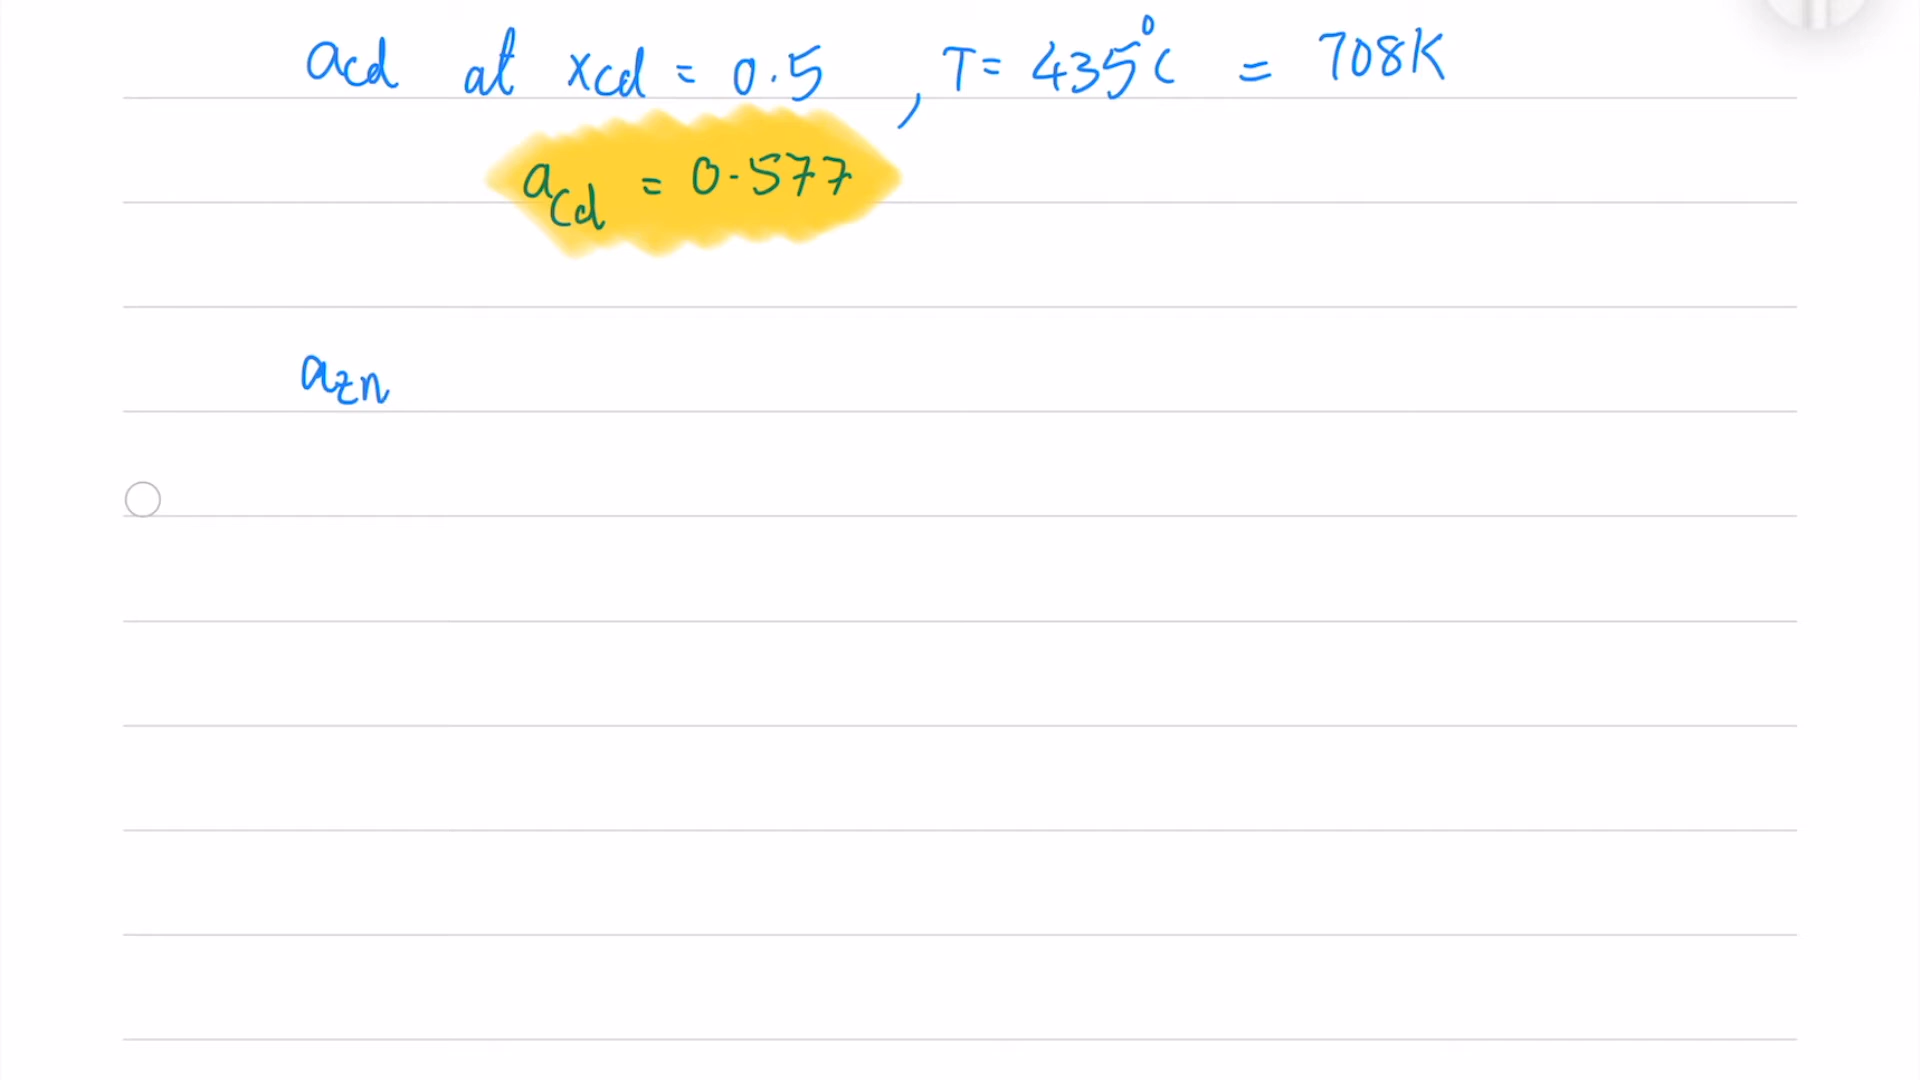 acd at xcd = 0.5 , T = 435°C = 708K
aCd = 0.577
azn